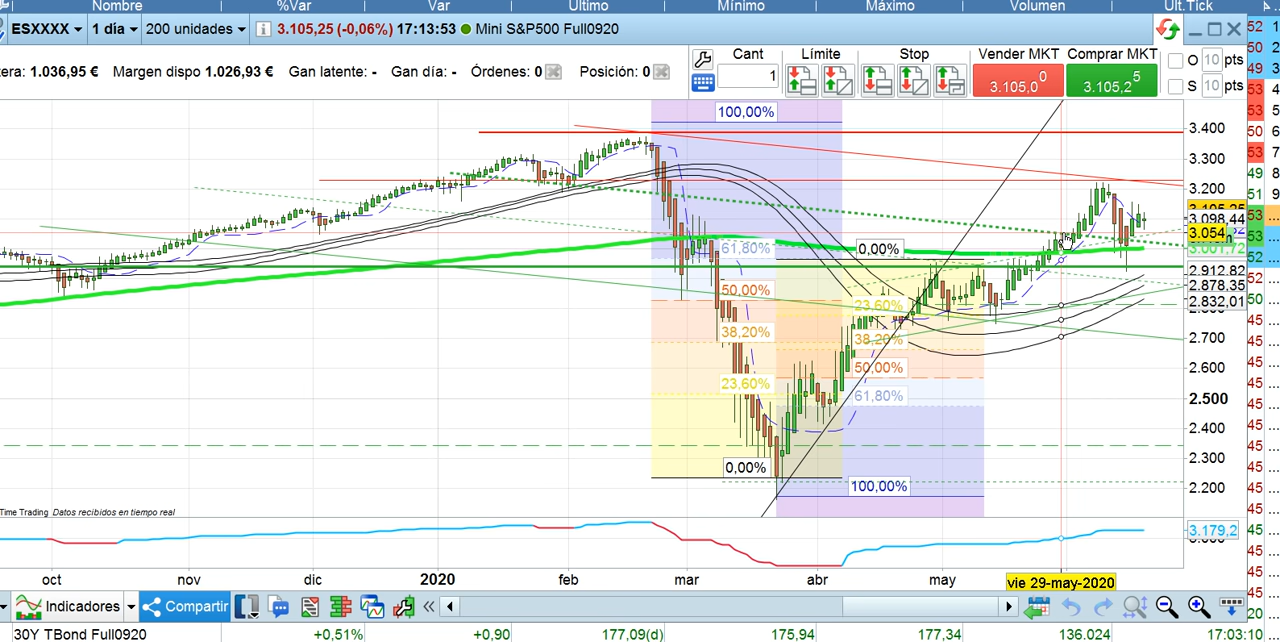 Nombre %Var Var Último Mínimo Máximo Volumen Últ.Tick
ESXXXX 1 día 200 unidades 3.105,25 (-0,06%) 17:13:53 Mini S&P500 Full0920
Cant Límite Stop Vender MKT Comprar MKT
tera: 1.036,95 € Margen dispo 1.026,93 € Gan latente: - Gan día: - Órdenes: 0 Posición: 0
1
3.105,0 0 3.105,2 5
O 10 pts
S 10 pts
100,00%
3.400
3.300
3.200
3.098,44
3.054
61,80% 0,00%
3.001,72
2.912,82
50,00% 2.878,35
23,60% 2.832,01
38,20% 38,20% 2.700
50,00% 2.600
23,60% 61,80% 2.500
2.400
0,00% 2.300
100,00% 2.200
Time Trading Datos recibidos en tiempo real
3.179,2
oct nov dic 2020 feb mar abr may vie 29-may-2020
Indicadores Compartir
30Y TBond Full0920 +0,51% +0,90 177,09(d) 175,94 177,34 136.024 17:03:10